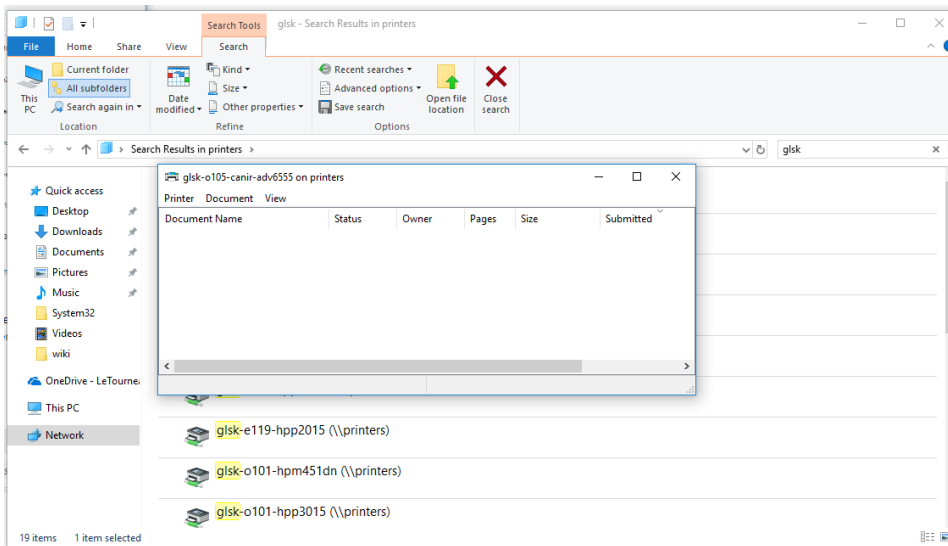 Search Tools glsk - Search Results in printers
File Home Share View Search
This PC
Current folder
All subfolders
Search again in
Location
Date modified
Kind
Size
Other properties
Refine
Recent searches
Advanced options
Save search
Open file location
Close search
Options
Search Results in printers
glsk
Quick access
Desktop
Downloads
Documents
Pictures
Music
System32
Videos
wiki
OneDrive - LeTournea
This PC
Network
glsk-o105-canir-adv6555 on printers
Printer Document View
Document Name Status Owner Pages Size Submitted
glsk-e119-hpp2015 (\\printers)
glsk-o101-hpm451dn (\\printers)
glsk-o101-hpp3015 (\\printers)
19 items 1 item selected